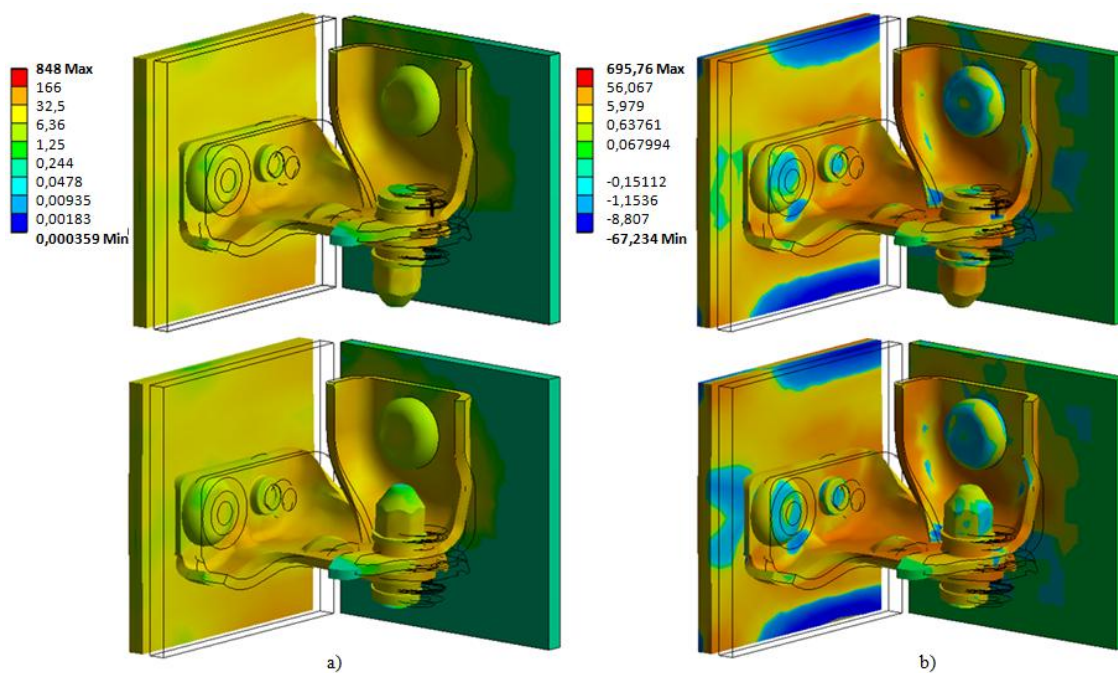 848 Max
166
32,5
6,36
1,25
0,244
0,0478
0,00935
0,00183
0,000359 Min
695,76 Max
56,067
5,979
0,63761
0,067994
-0,15112
-1,1536
-8,807
-67,234 Min
a)
b)